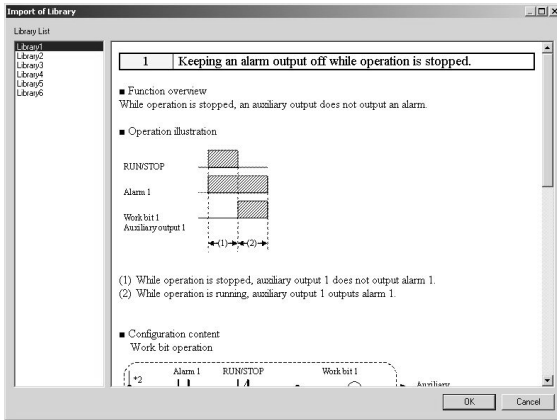 Import of Library
Library List
Library1
Library2
Library3
Library4
Library5
Library6
1 Keeping an alarm output off while operation is stopped.
■ Function overview
While operation is stopped, an auxiliary output does not output an alarm.
■ Operation illustration
RUN/STOP
Alarm 1
Work bit 1
Auxiliary output 1
(1) (2)
(1) While operation is stopped, auxiliary output 1 does not output alarm 1.
(2) While operation is running, auxiliary output 1 outputs alarm 1.
■ Configuration content
Work bit operation
Alarm 1 RUN/STOP Work bit 1
*2
Auxiliary
OK Cancel